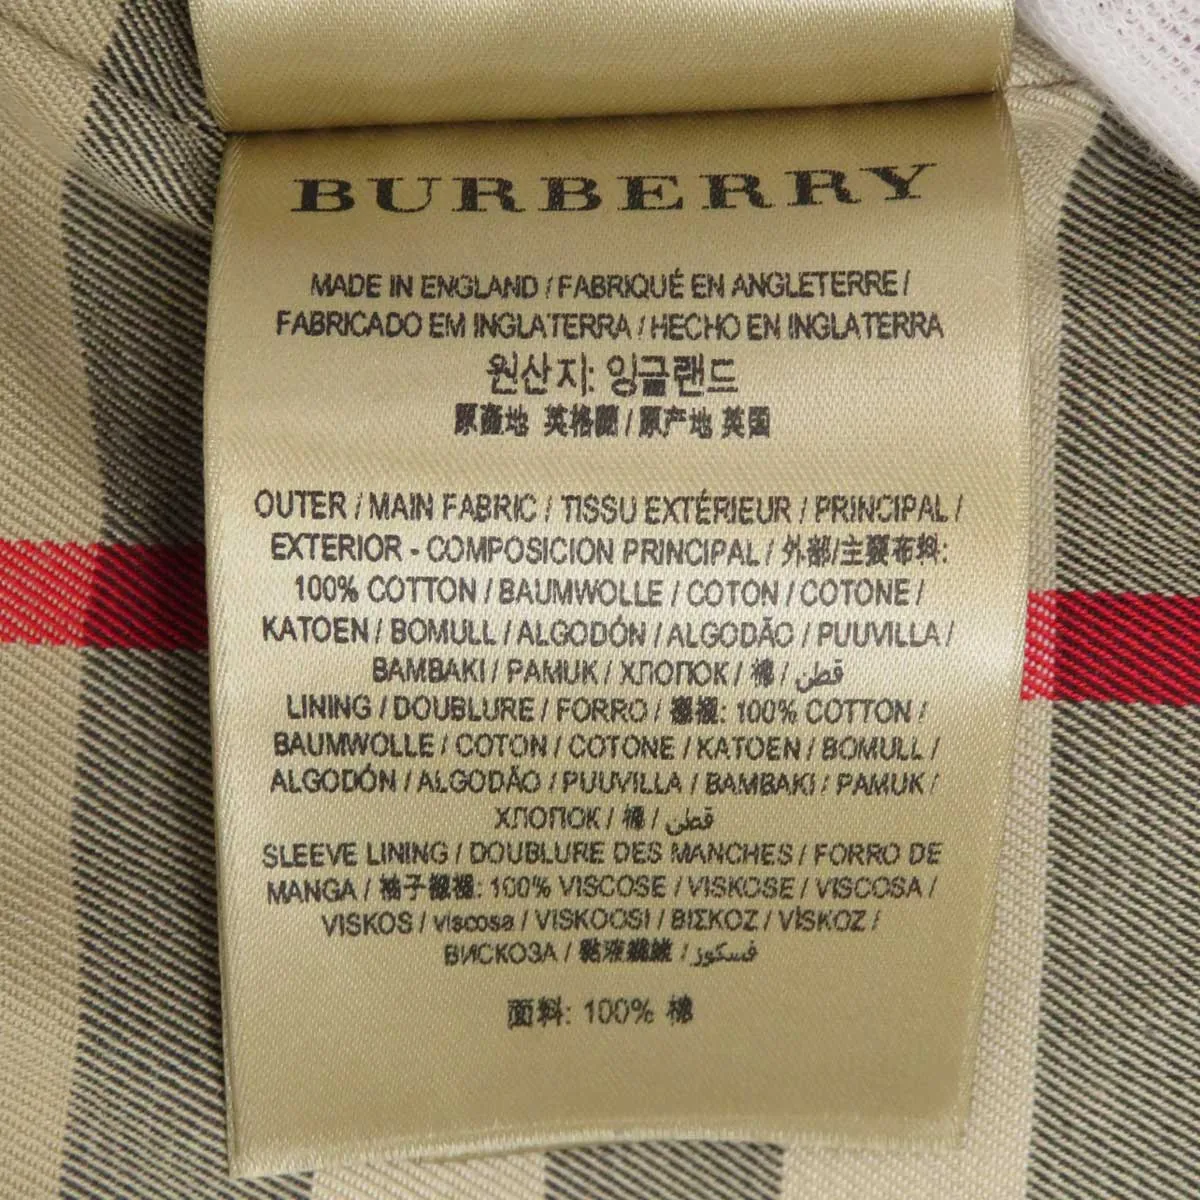 BURBERRY
MADE IN ENGLAND / FABRIQUÉ EN ANGLETERRE /
FABRICADO EM INGLATERRA / HECHO EN INGLATERRA
원산지: 잉글랜드
原產地 英格蘭 / 原产地 英国
OUTER / MAIN FABRIC / TISSU EXTÉRIEUR / PRINCIPAL /
EXTERIOR - COMPOSICION PRINCIPAL / 外部/主要布料:
100% COTTON / BAUMWOLLE / COTON / COTONE /
KATOEN / BOMULL / ALGODÓN / ALGODÃO / PUUVILLA /
BAMBAKI / PAMUK / ХЛОПОК / 棉 / قطن
LINING / DOUBLURE / FORRO / 襯裡: 100% COTTON /
BAUMWOLLE / COTON / COTONE / KATOEN / BOMULL /
ALGODÓN / ALGODÃO / PUUVILLA / BAMBAKI / PAMUK /
ХЛОПОК / 棉 / قطن
SLEEVE LINING / DOUBLURE DES MANCHES / FORRO DE
MANGA / 袖子襯裡: 100% VISCOSE / VISKOSE / VISCOSA /
VISKOS / viscosa / VISKOOSI / ΒΙΣΚΟΖ / VİSKOZ /
ВИСКОЗА / 黏液纖維 / فسكوز
面料: 100% 棉